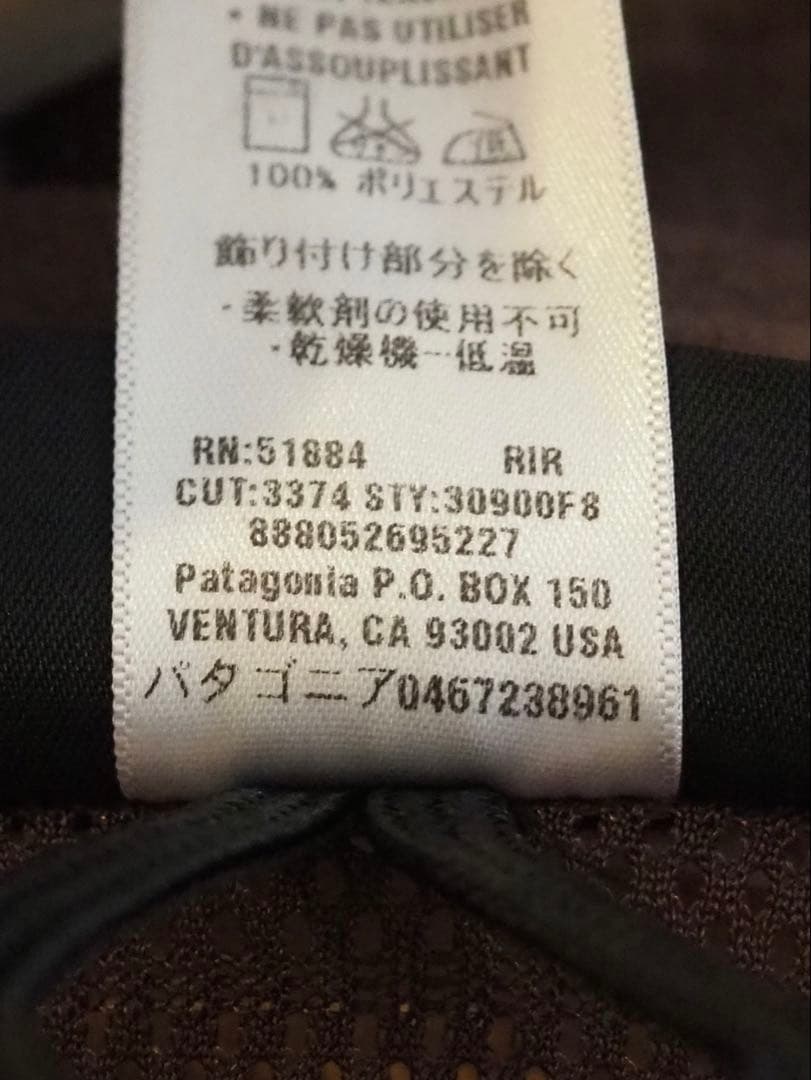 • NE PAS UTILISER
D'ASSOUPLISSANT
100% ポリエステル
飾り付け部分を除く
・柔軟剤の使用不可
・乾燥機…低温
RN:51884 RIR
CUT:3374 STY:30900F8
888052695227
Patagonia P.O. BOX 150
VENTURA, CA 93002 USA
パタゴニア0467238961